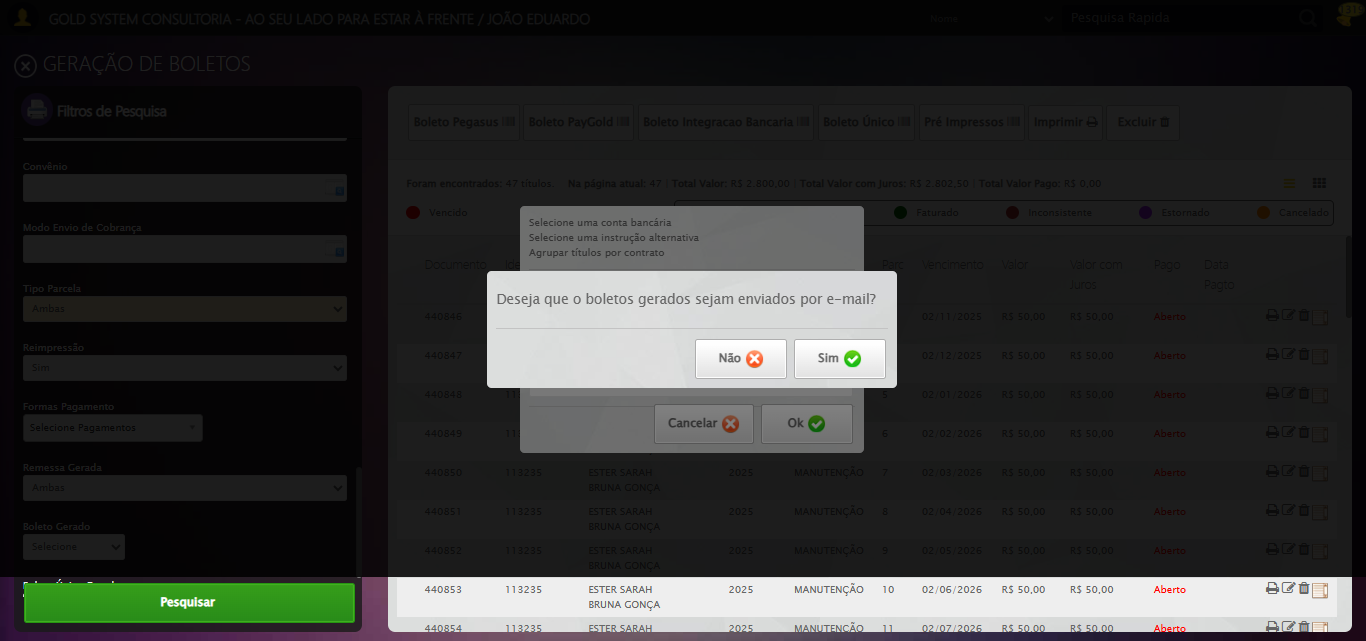 GOLD SYSTEM CONSULTORIA - AO SEU LADO PARA ESTAR À FRENTE / JOÃO EDUARDO
Nome
Pesquisa Rapida
GERAÇÃO DE BOLETOS
Filtros de Pesquisa
Convênio
Modo Envio de Cobrança
Tipo Parcela
Ambas
Reimpressão
Sim
Formas Pagamento
Selecione Pagamentos
Remessa Gerada
Ambas
Boleto Gerado
Selecione
Pesquisar
Boleto Pegasus
Boleto PayGold
Boleto Integracao Bancaria
Boleto Único
Pré Impressos
Imprimir
Excluir
Foram encontrados: 47 títulos. Na página atual: 47 | Total Valor: R$ 2.800,00 | Total Valor com Juros: R$ 2.802,50 | Total Valor Pago: R$ 0,00
Vencido
Faturado
Inconsistente
Estornado
Cancelado
Selecione uma conta bancária
Selecione uma instrução alternativa
Agrupar títulos por contrato
Deseja que o boletos gerados sejam enviados por e-mail?
Não
Sim
Cancelar
Ok
Documento Parc Vencimento Valor Valor com Juros Pago Data Pagto
440846 02/11/2025 R$ 50,00 R$ 50,00 Aberto
440847 02/12/2025 R$ 50,00 R$ 50,00 Aberto
440848 5 02/01/2026 R$ 50,00 R$ 50,00 Aberto
440849 6 02/02/2026 R$ 50,00 R$ 50,00 Aberto
440850 113235 ESTER SARAH BRUNA GONÇA 2025 MANUTENÇÃO 7 02/03/2026 R$ 50,00 R$ 50,00 Aberto
440851 113235 ESTER SARAH BRUNA GONÇA 2025 MANUTENÇÃO 8 02/04/2026 R$ 50,00 R$ 50,00 Aberto
440852 113235 ESTER SARAH BRUNA GONÇA 2025 MANUTENÇÃO 9 02/05/2026 R$ 50,00 R$ 50,00 Aberto
440853 113235 ESTER SARAH BRUNA GONÇA 2025 MANUTENÇÃO 10 02/06/2026 R$ 50,00 R$ 50,00 Aberto
440854 113235 ESTER SARAH 2025 MANUTENÇÃO 11 02/07/2026 R$ 50,00 R$ 50,00 Aberto